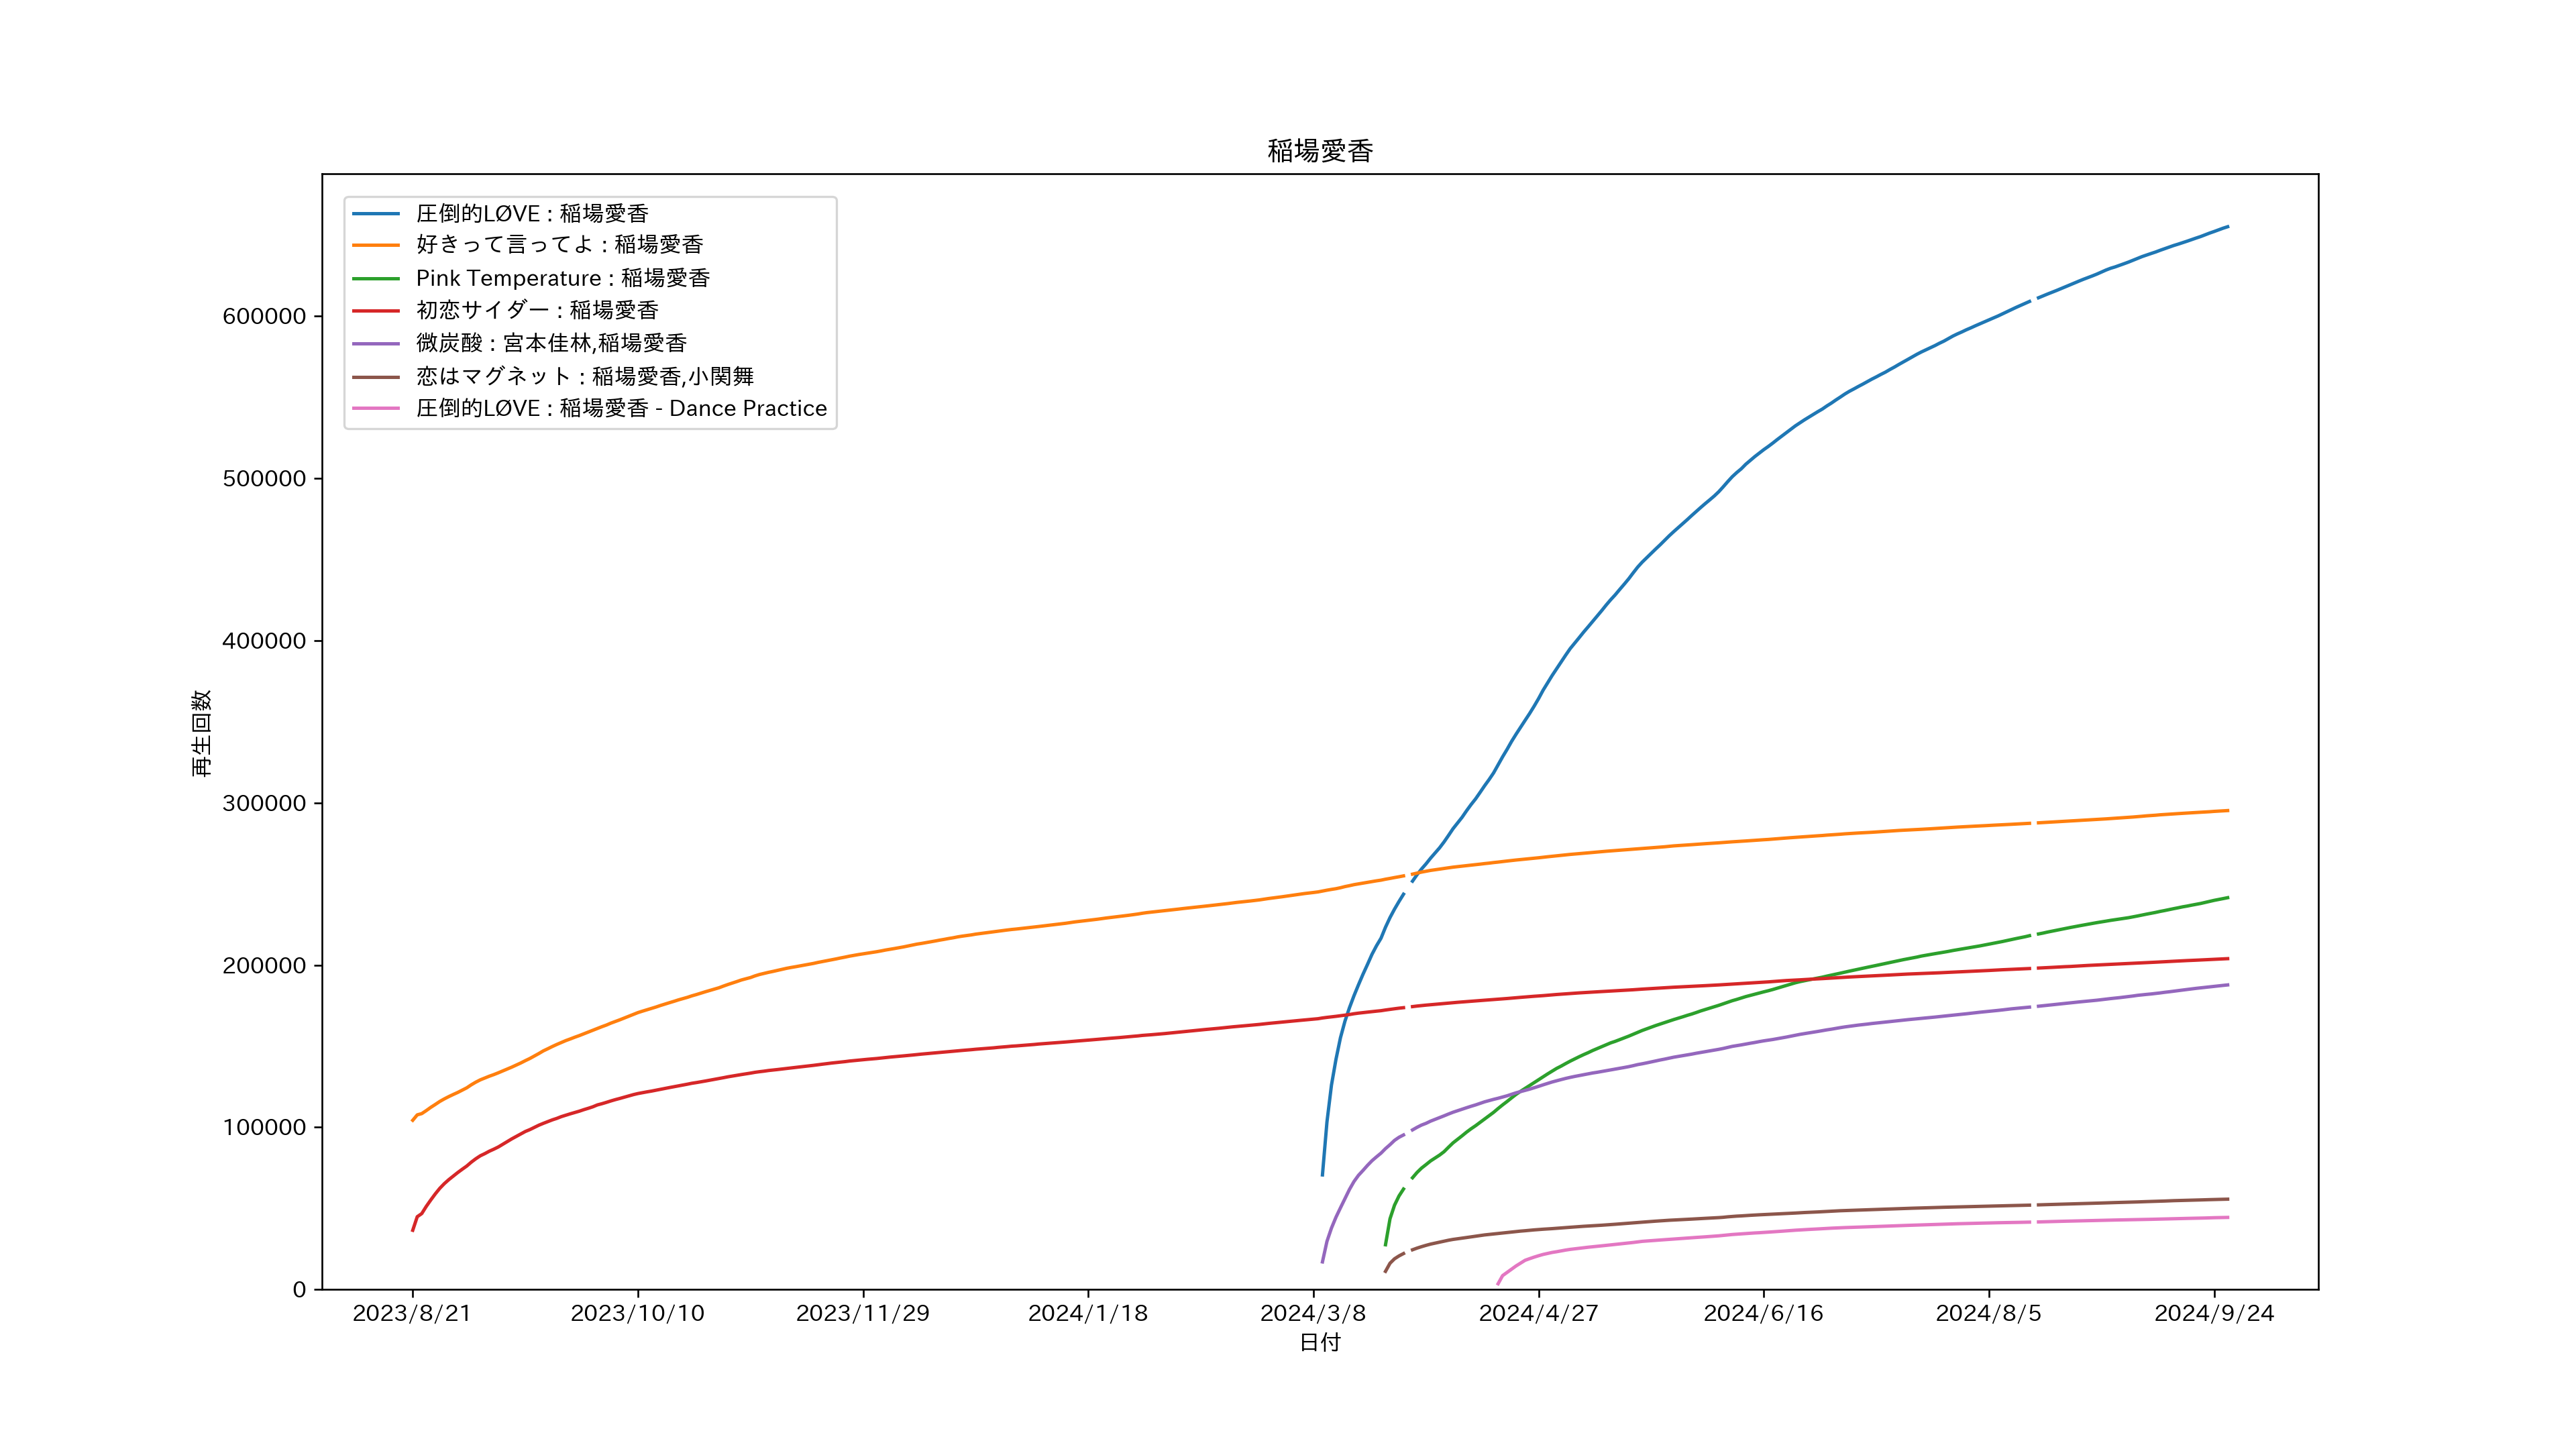 稲場愛香
圧倒的LØVE : 稲場愛香
好きって言ってよ : 稲場愛香
Pink Temperature : 稲場愛香
初恋サイダー : 稲場愛香
微炭酸 : 宮本佳林,稲場愛香
恋はマグネット : 稲場愛香,小関舞
圧倒的LØVE : 稲場愛香 - Dance Practice
再生回数
600000
500000
400000
300000
200000
100000
0
2023/8/21
2023/10/10
2023/11/29
2024/1/18
2024/3/8
2024/4/27
2024/6/16
2024/8/5
2024/9/24
日付